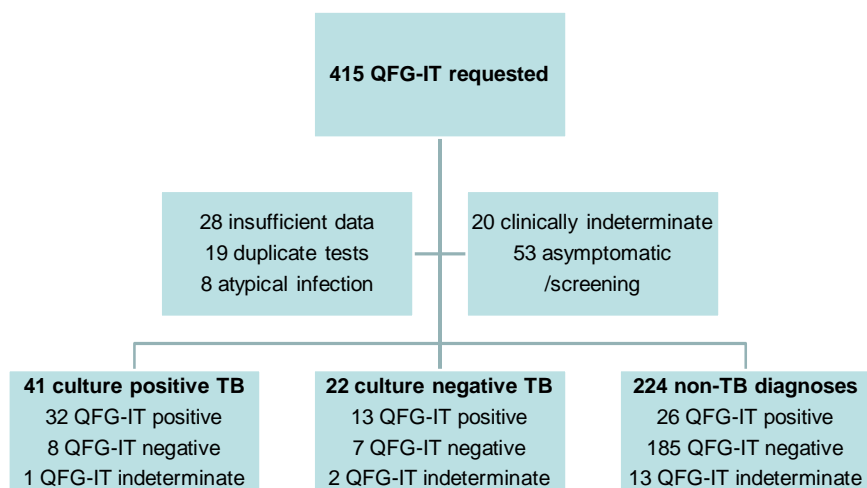 415 QFG-IT requested
28 insufficient data
19 duplicate tests
8 atypical infection
20 clinically indeterminate
53 asymptomatic
/screening
41 culture positive TB
32 QFG-IT positive
8 QFG-IT negative
1 QFG-IT indeterminate
22 culture negative TB
13 QFG-IT positive
7 QFG-IT negative
2 QFG-IT indeterminate
224 non-TB diagnoses
26 QFG-IT positive
185 QFG-IT negative
13 QFG-IT indeterminate